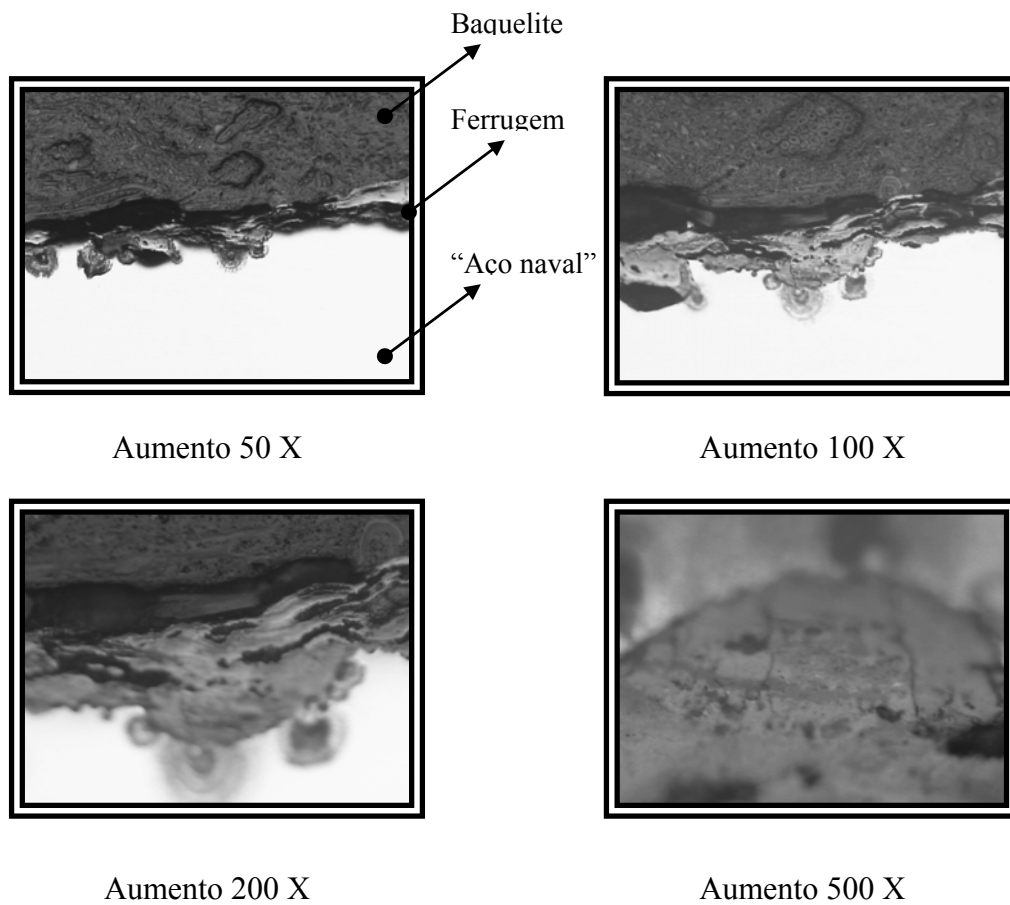 Baquelite
Ferrugem
“Aço naval”
Aumento 50 X
Aumento 100 X
Aumento 200 X
Aumento 500 X